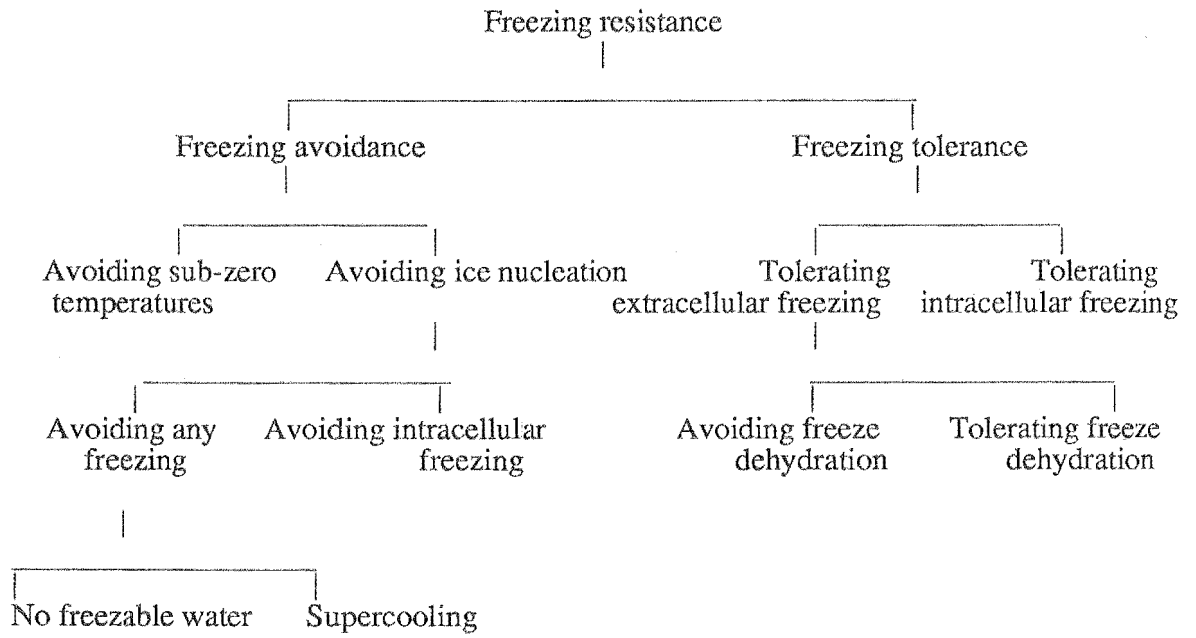 Freezing resistance
Freezing avoidance
Freezing tolerance
Avoiding sub-zero
temperatures
Avoiding ice nucleation
Tolerating
extracellular freezing
Tolerating
intracellular freezing
Avoiding any
freezing
Avoiding intracellular
freezing
Avoiding freeze
dehydration
Tolerating freeze
dehydration
No freezable water
Supercooling